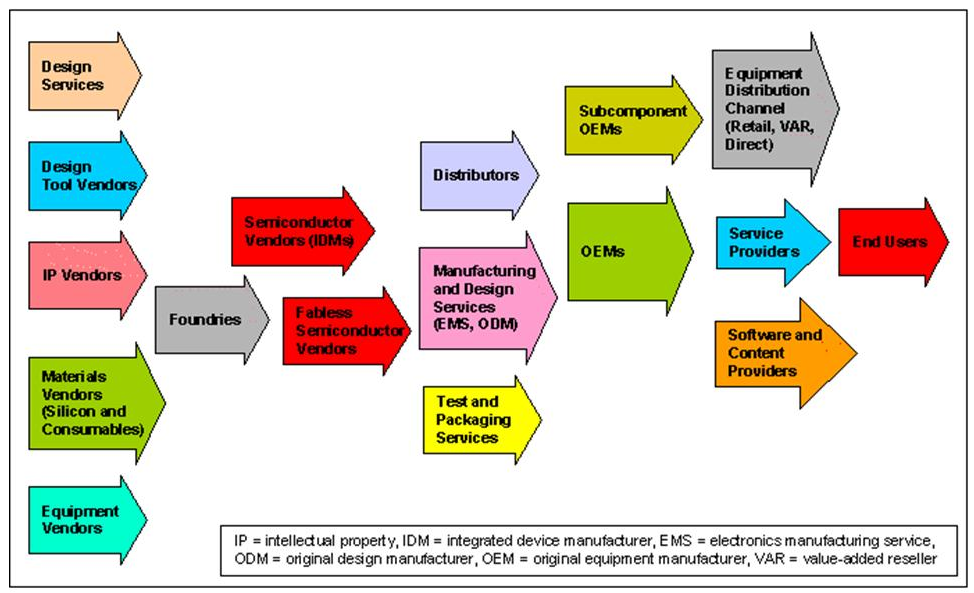 Design
Services
Design
Tool Vendors
IP Vendors
Materials
Vendors
(Silicon and
Consumables)
Equipment
Vendors
Foundries
Semiconductor
Vendors (IDMs)
Fabless
Semiconductor
Vendors
Distributors
Manufacturing
and Design
Services
(EMS, ODM)
Test and
Packaging
Services
Subcomponent
OEMs
OEMs
Equipment
Distribution
Channel
(Retail, VAR,
Direct)
Service
Providers
Software and
Content
Providers
End Users
IP = intellectual property, IDM = integrated device manufacturer, EMS = electronics manufacturing service,
ODM = original design manufacturer, OEM = original equipment manufacturer, VAR = value-added reseller